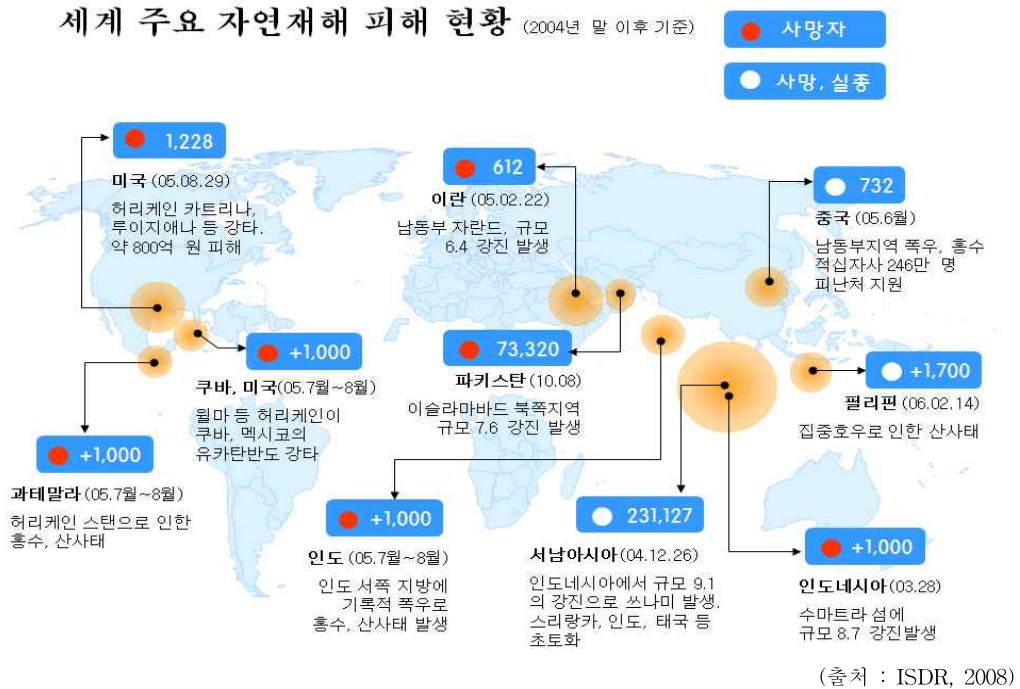 세계 주요 자연재해 피해 현황 (2004년 말 이후 기준)
사망자
사망, 실종
1,228
미국 (05.08.29)
허리케인 카트리나,
루이지애나 등 강타.
약 800억 원 피해
612
이란 (05.02.22)
남동부 자란드, 규모
6.4 강진 발생
732
중국 (05.6월)
남동부지역 폭우, 홍수
적십자사 246만 명
피난처 지원
+1,000
쿠바, 미국(05.7월~8월)
윌마 등 허리케인이
쿠바, 멕시코의
유카탄반도 강타
73,320
파키스탄 (10.08)
이슬라마바드 북쪽지역
규모 7.6 강진 발생
+1,700
필리핀 (06.02.14)
집중호우로 인한 산사태
+1,000
과테말라 (05.7월~8월)
허리케인 스탠으로 인한
홍수, 산사태
+1,000
인도 (05.7월~8월)
인도 서쪽 지방에
기록적 폭우로
홍수, 산사태 발생
231,127
서남아시아 (04.12.26)
인도네시아에서 규모 9.1
의 강진으로 쓰나미 발생.
스리랑카, 인도, 태국 등
초토화
+1,000
인도네시아 (03.28)
수마트라 섬에
규모 8.7 강진발생
(출처 : ISDR, 2008)